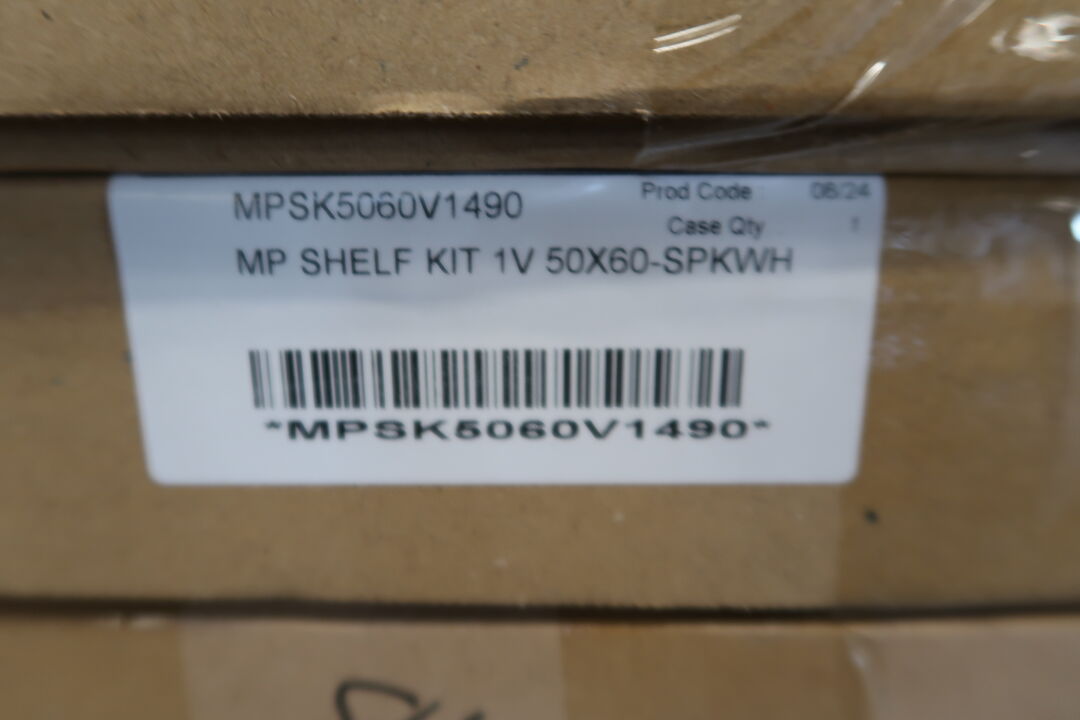 MPSK5060V1490
Prod Code 06/24
Case Qty 1
MP SHELF KIT 1V 50X60-SPKWH
*MPSK5060V1490*